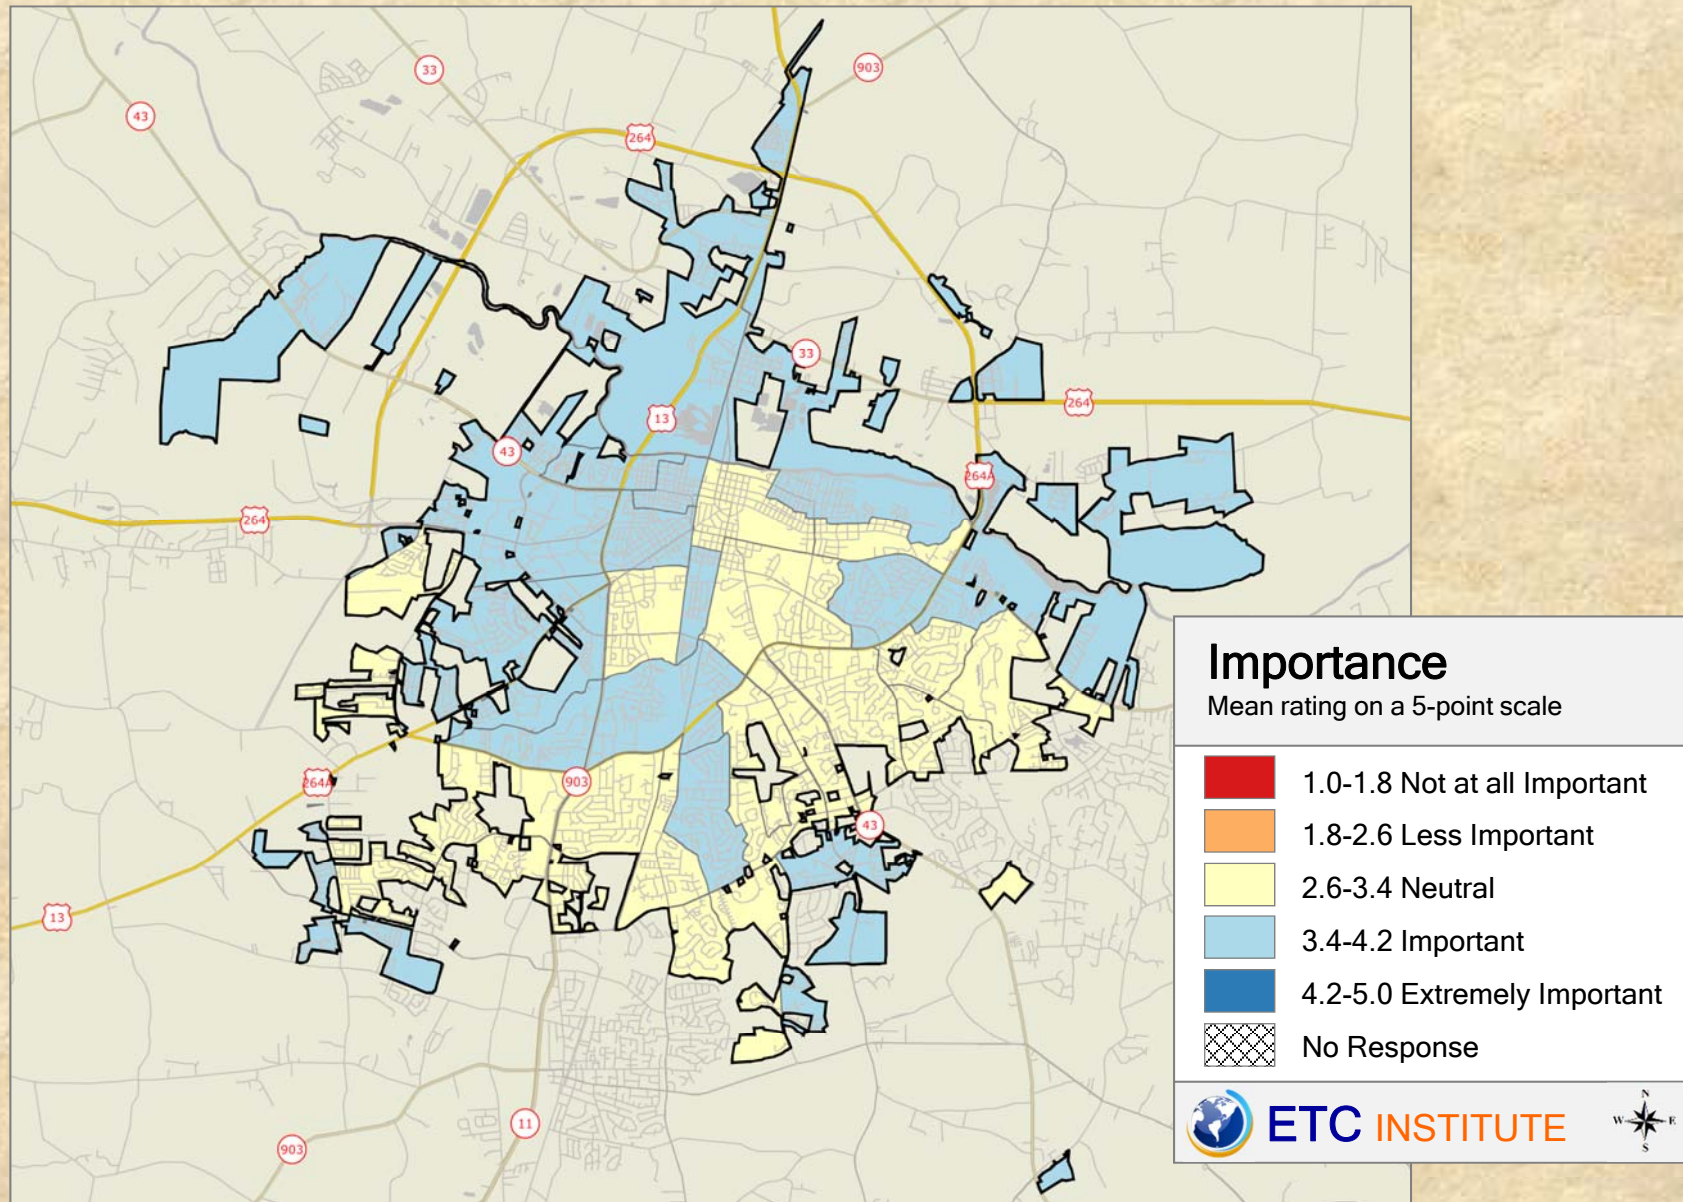 33
903
43
264
33
13
264
43
264A
264
903
264A
43
13
11
903
Importance
Mean rating on a 5-point scale
1.0-1.8 Not at all Important
1.8-2.6 Less Important
2.6-3.4 Neutral
3.4-4.2 Important
4.2-5.0 Extremely Important
No Response
ETC INSTITUTE
N
W E
S